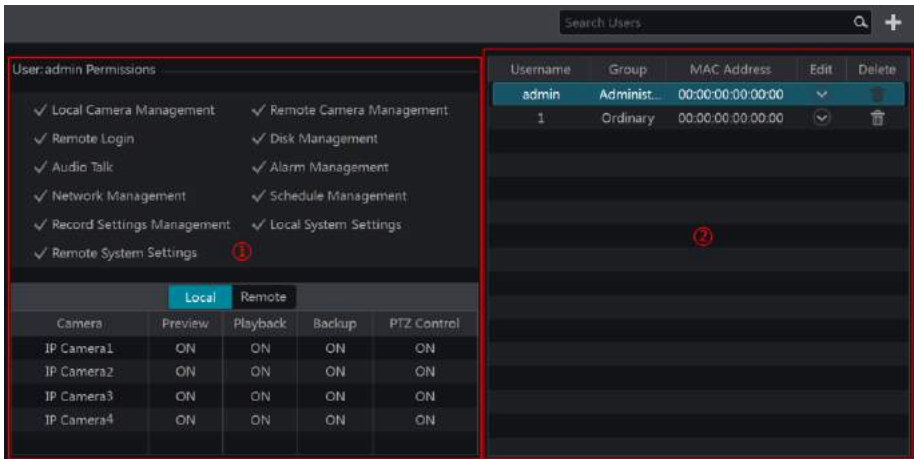 Search Users
User:admin Permissions
Local Camera Management Remote Camera Management
Remote Login Disk Management
Audio Talk Alarm Management
Network Management Schedule Management
Record Settings Management Local System Settings
Remote System Settings ①
Local Remote
Camera Preview Playback Backup PTZ Control
IP Camera1 ON ON ON ON
IP Camera2 ON ON ON ON
IP Camera3 ON ON ON ON
IP Camera4 ON ON ON ON
Username Group MAC Address Edit Delete
admin Administ... 00:00:00:00:00:00
1 Ordinary 00:00:00:00:00:00
②